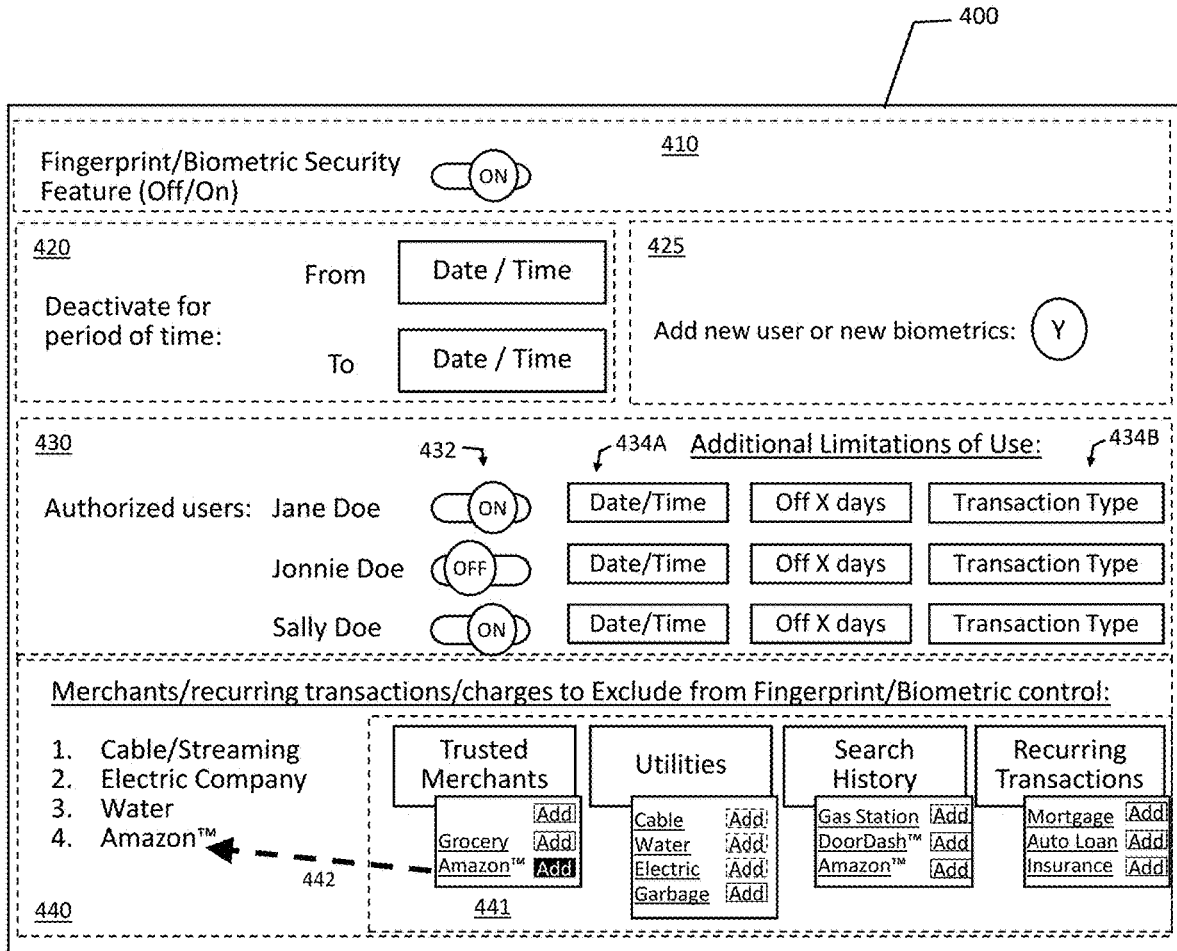 400
410
Fingerprint/Biometric Security
Feature (Off/On)
ON
420
From
Date / Time
Deactivate for
period of time:
To
Date / Time
425
Add new user or new biometrics:
Y
430
432
434A
Additional Limitations of Use:
434B
Authorized users:
Jane Doe
ON
Date/Time
Off X days
Transaction Type
Jonnie Doe
OFF
Date/Time
Off X days
Transaction Type
Sally Doe
ON
Date/Time
Off X days
Transaction Type
Merchants/recurring transactions/charges to Exclude from Fingerprint/Biometric control:
1. Cable/Streaming
2. Electric Company
3. Water
4. Amazon™
442
440
Trusted
Merchants
Add
Grocery Add
Amazon™ Add
441
Utilities
Cable Add
Water Add
Electric Add
Garbage Add
Search
History
Gas Station Add
DoorDash™ Add
Amazon™ Add
Recurring
Transactions
Mortgage Add
Auto Loan Add
Insurance Add